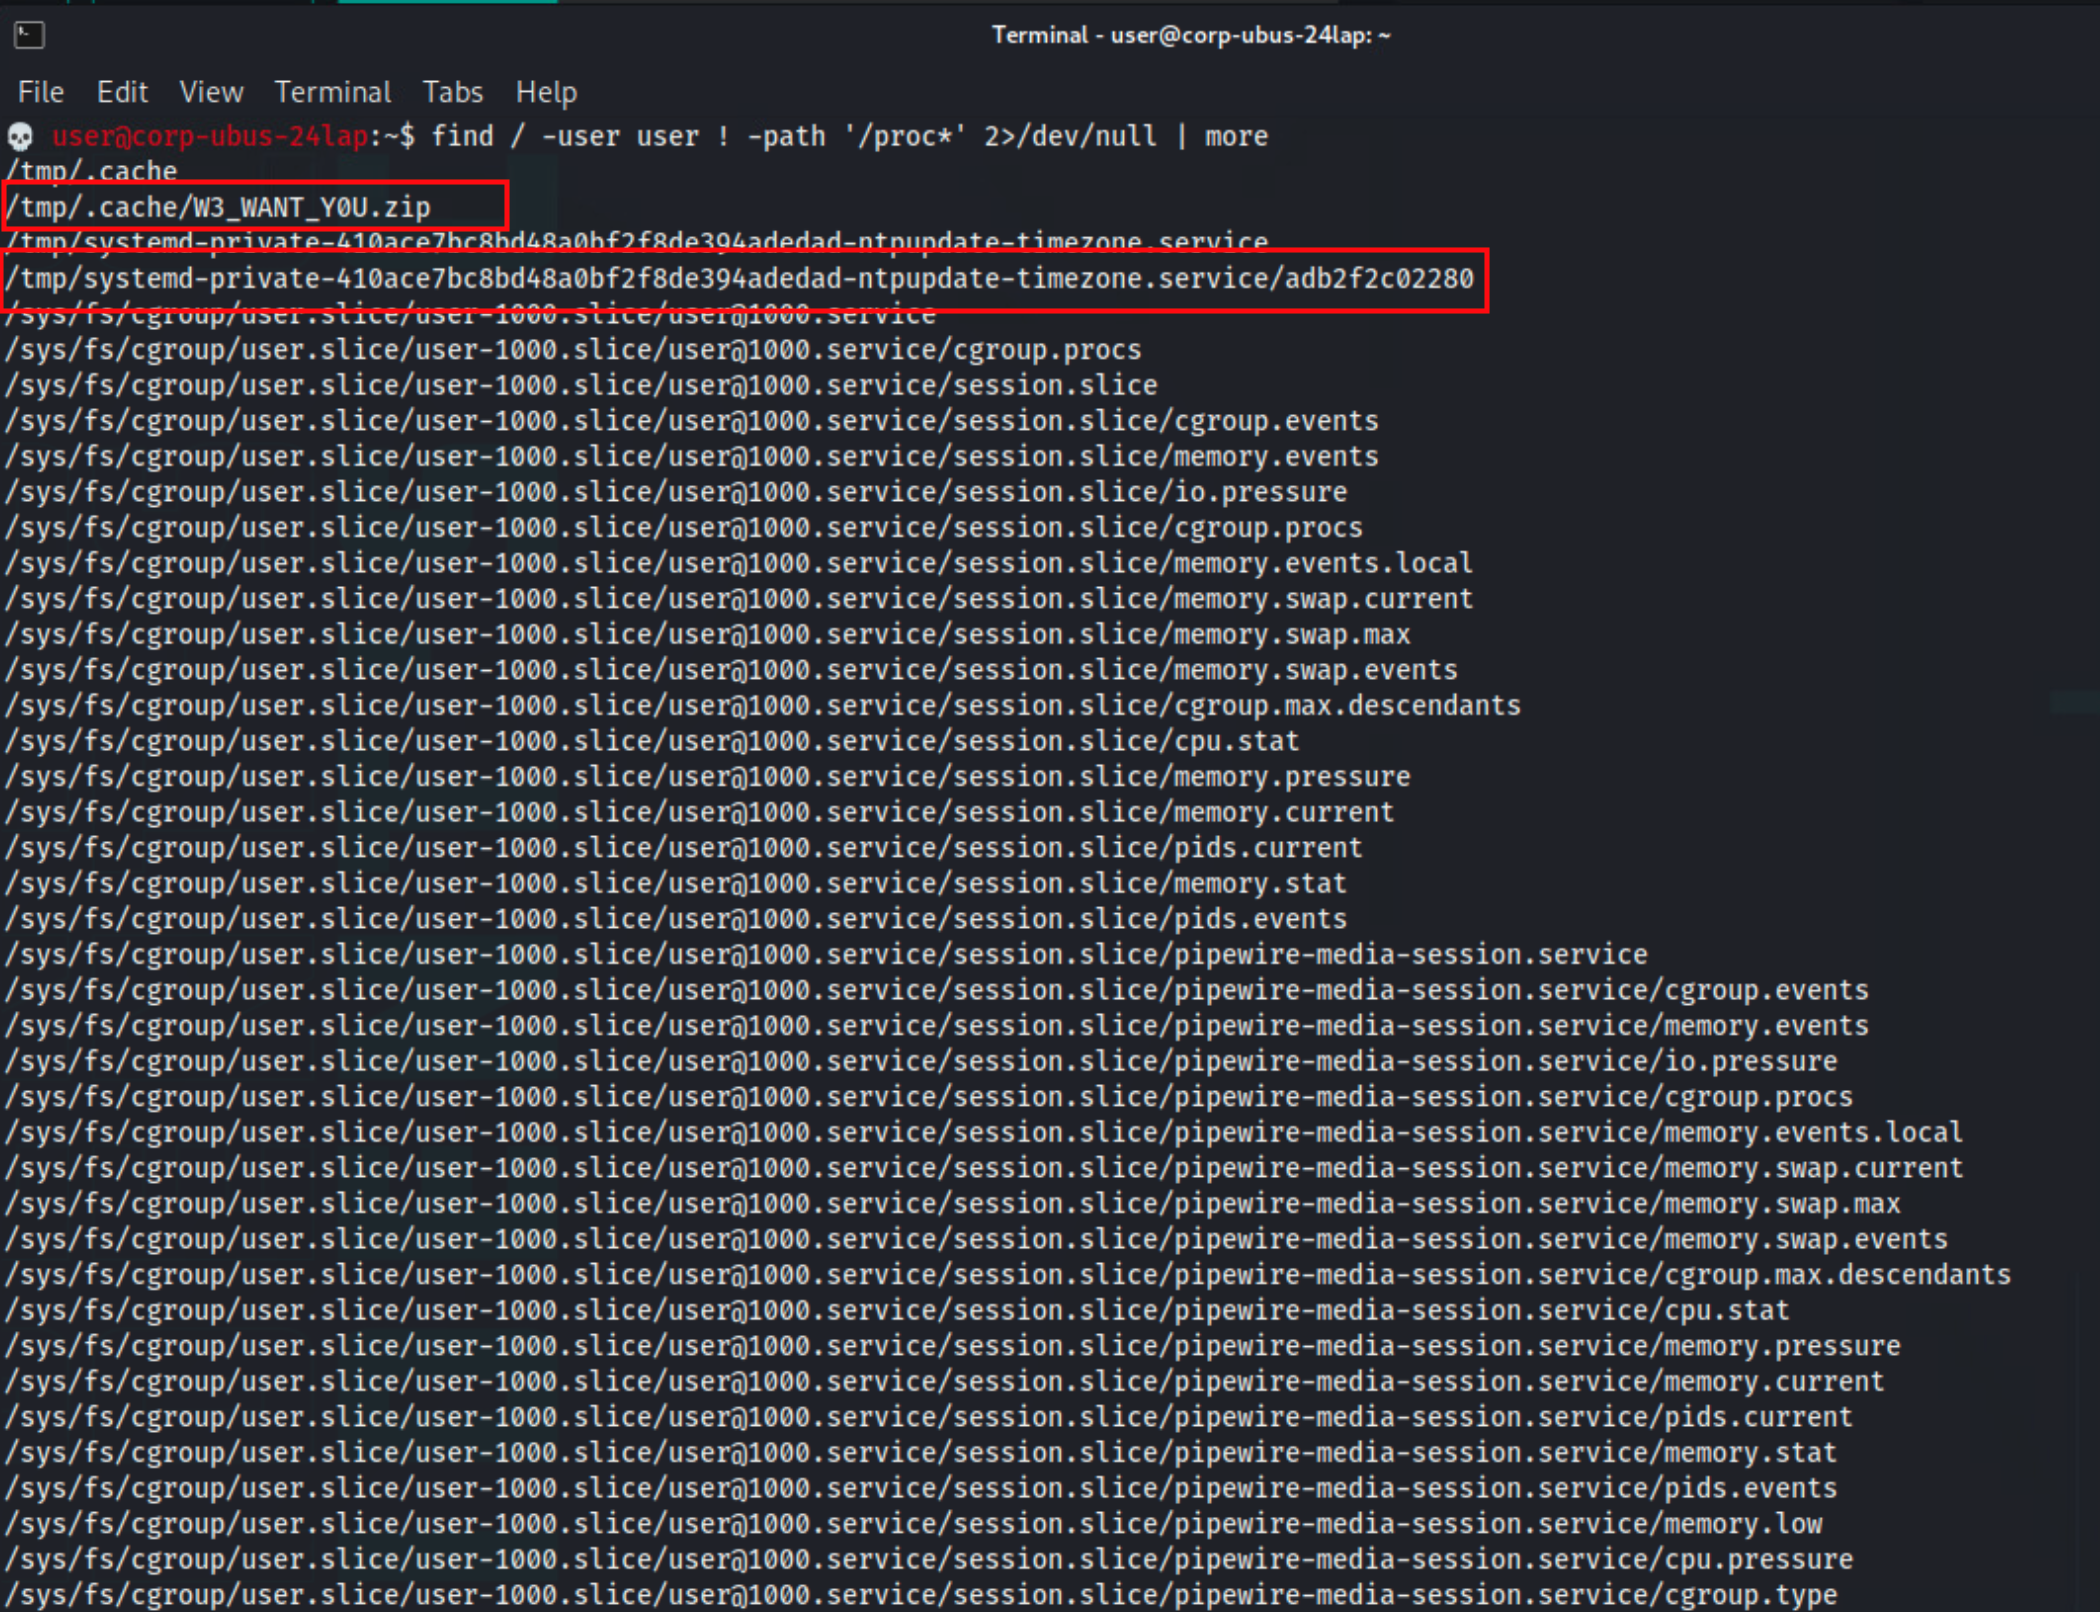 Terminal - user@corp-ubus-24lap: ~
File Edit View Terminal Tabs Help
user@corp-ubus-24lap:~$ find / -user user ! -path '/proc*' 2>/dev/null | more
/tmp/.cache
/tmp/.cache/W3_WANT_Y0U.zip
/tmp/systemd-private-410ace7bc8bd48a0bf2f8de394adedad-ntpupdate-timezone.service
/tmp/systemd-private-410ace7bc8bd48a0bf2f8de394adedad-ntpupdate-timezone.service/adb2f2c02280
/sys/fs/cgroup/user.slice/user-1000.slice/user@1000.service
/sys/fs/cgroup/user.slice/user-1000.slice/user@1000.service/cgroup.procs
/sys/fs/cgroup/user.slice/user-1000.slice/user@1000.service/session.slice
/sys/fs/cgroup/user.slice/user-1000.slice/user@1000.service/session.slice/cgroup.events
/sys/fs/cgroup/user.slice/user-1000.slice/user@1000.service/session.slice/memory.events
/sys/fs/cgroup/user.slice/user-1000.slice/user@1000.service/session.slice/io.pressure
/sys/fs/cgroup/user.slice/user-1000.slice/user@1000.service/session.slice/cgroup.procs
/sys/fs/cgroup/user.slice/user-1000.slice/user@1000.service/session.slice/memory.events.local
/sys/fs/cgroup/user.slice/user-1000.slice/user@1000.service/session.slice/memory.swap.current
/sys/fs/cgroup/user.slice/user-1000.slice/user@1000.service/session.slice/memory.swap.max
/sys/fs/cgroup/user.slice/user-1000.slice/user@1000.service/session.slice/memory.swap.events
/sys/fs/cgroup/user.slice/user-1000.slice/user@1000.service/session.slice/cgroup.max.descendants
/sys/fs/cgroup/user.slice/user-1000.slice/user@1000.service/session.slice/cpu.stat
/sys/fs/cgroup/user.slice/user-1000.slice/user@1000.service/session.slice/memory.pressure
/sys/fs/cgroup/user.slice/user-1000.slice/user@1000.service/session.slice/memory.current
/sys/fs/cgroup/user.slice/user-1000.slice/user@1000.service/session.slice/pids.current
/sys/fs/cgroup/user.slice/user-1000.slice/user@1000.service/session.slice/memory.stat
/sys/fs/cgroup/user.slice/user-1000.slice/user@1000.service/session.slice/pids.events
/sys/fs/cgroup/user.slice/user-1000.slice/user@1000.service/session.slice/pipewire-media-session.service
/sys/fs/cgroup/user.slice/user-1000.slice/user@1000.service/session.slice/pipewire-media-session.service/cgroup.events
/sys/fs/cgroup/user.slice/user-1000.slice/user@1000.service/session.slice/pipewire-media-session.service/memory.events
/sys/fs/cgroup/user.slice/user-1000.slice/user@1000.service/session.slice/pipewire-media-session.service/io.pressure
/sys/fs/cgroup/user.slice/user-1000.slice/user@1000.service/session.slice/pipewire-media-session.service/cgroup.procs
/sys/fs/cgroup/user.slice/user-1000.slice/user@1000.service/session.slice/pipewire-media-session.service/memory.events.local
/sys/fs/cgroup/user.slice/user-1000.slice/user@1000.service/session.slice/pipewire-media-session.service/memory.swap.current
/sys/fs/cgroup/user.slice/user-1000.slice/user@1000.service/session.slice/pipewire-media-session.service/memory.swap.max
/sys/fs/cgroup/user.slice/user-1000.slice/user@1000.service/session.slice/pipewire-media-session.service/memory.swap.events
/sys/fs/cgroup/user.slice/user-1000.slice/user@1000.service/session.slice/pipewire-media-session.service/cgroup.max.descendants
/sys/fs/cgroup/user.slice/user-1000.slice/user@1000.service/session.slice/pipewire-media-session.service/cpu.stat
/sys/fs/cgroup/user.slice/user-1000.slice/user@1000.service/session.slice/pipewire-media-session.service/memory.pressure
/sys/fs/cgroup/user.slice/user-1000.slice/user@1000.service/session.slice/pipewire-media-session.service/memory.current
/sys/fs/cgroup/user.slice/user-1000.slice/user@1000.service/session.slice/pipewire-media-session.service/pids.current
/sys/fs/cgroup/user.slice/user-1000.slice/user@1000.service/session.slice/pipewire-media-session.service/memory.stat
/sys/fs/cgroup/user.slice/user-1000.slice/user@1000.service/session.slice/pipewire-media-session.service/pids.events
/sys/fs/cgroup/user.slice/user-1000.slice/user@1000.service/session.slice/pipewire-media-session.service/memory.low
/sys/fs/cgroup/user.slice/user-1000.slice/user@1000.service/session.slice/pipewire-media-session.service/cpu.pressure
/sys/fs/cgroup/user.slice/user-1000.slice/user@1000.service/session.slice/pipewire-media-session.service/cgroup.type